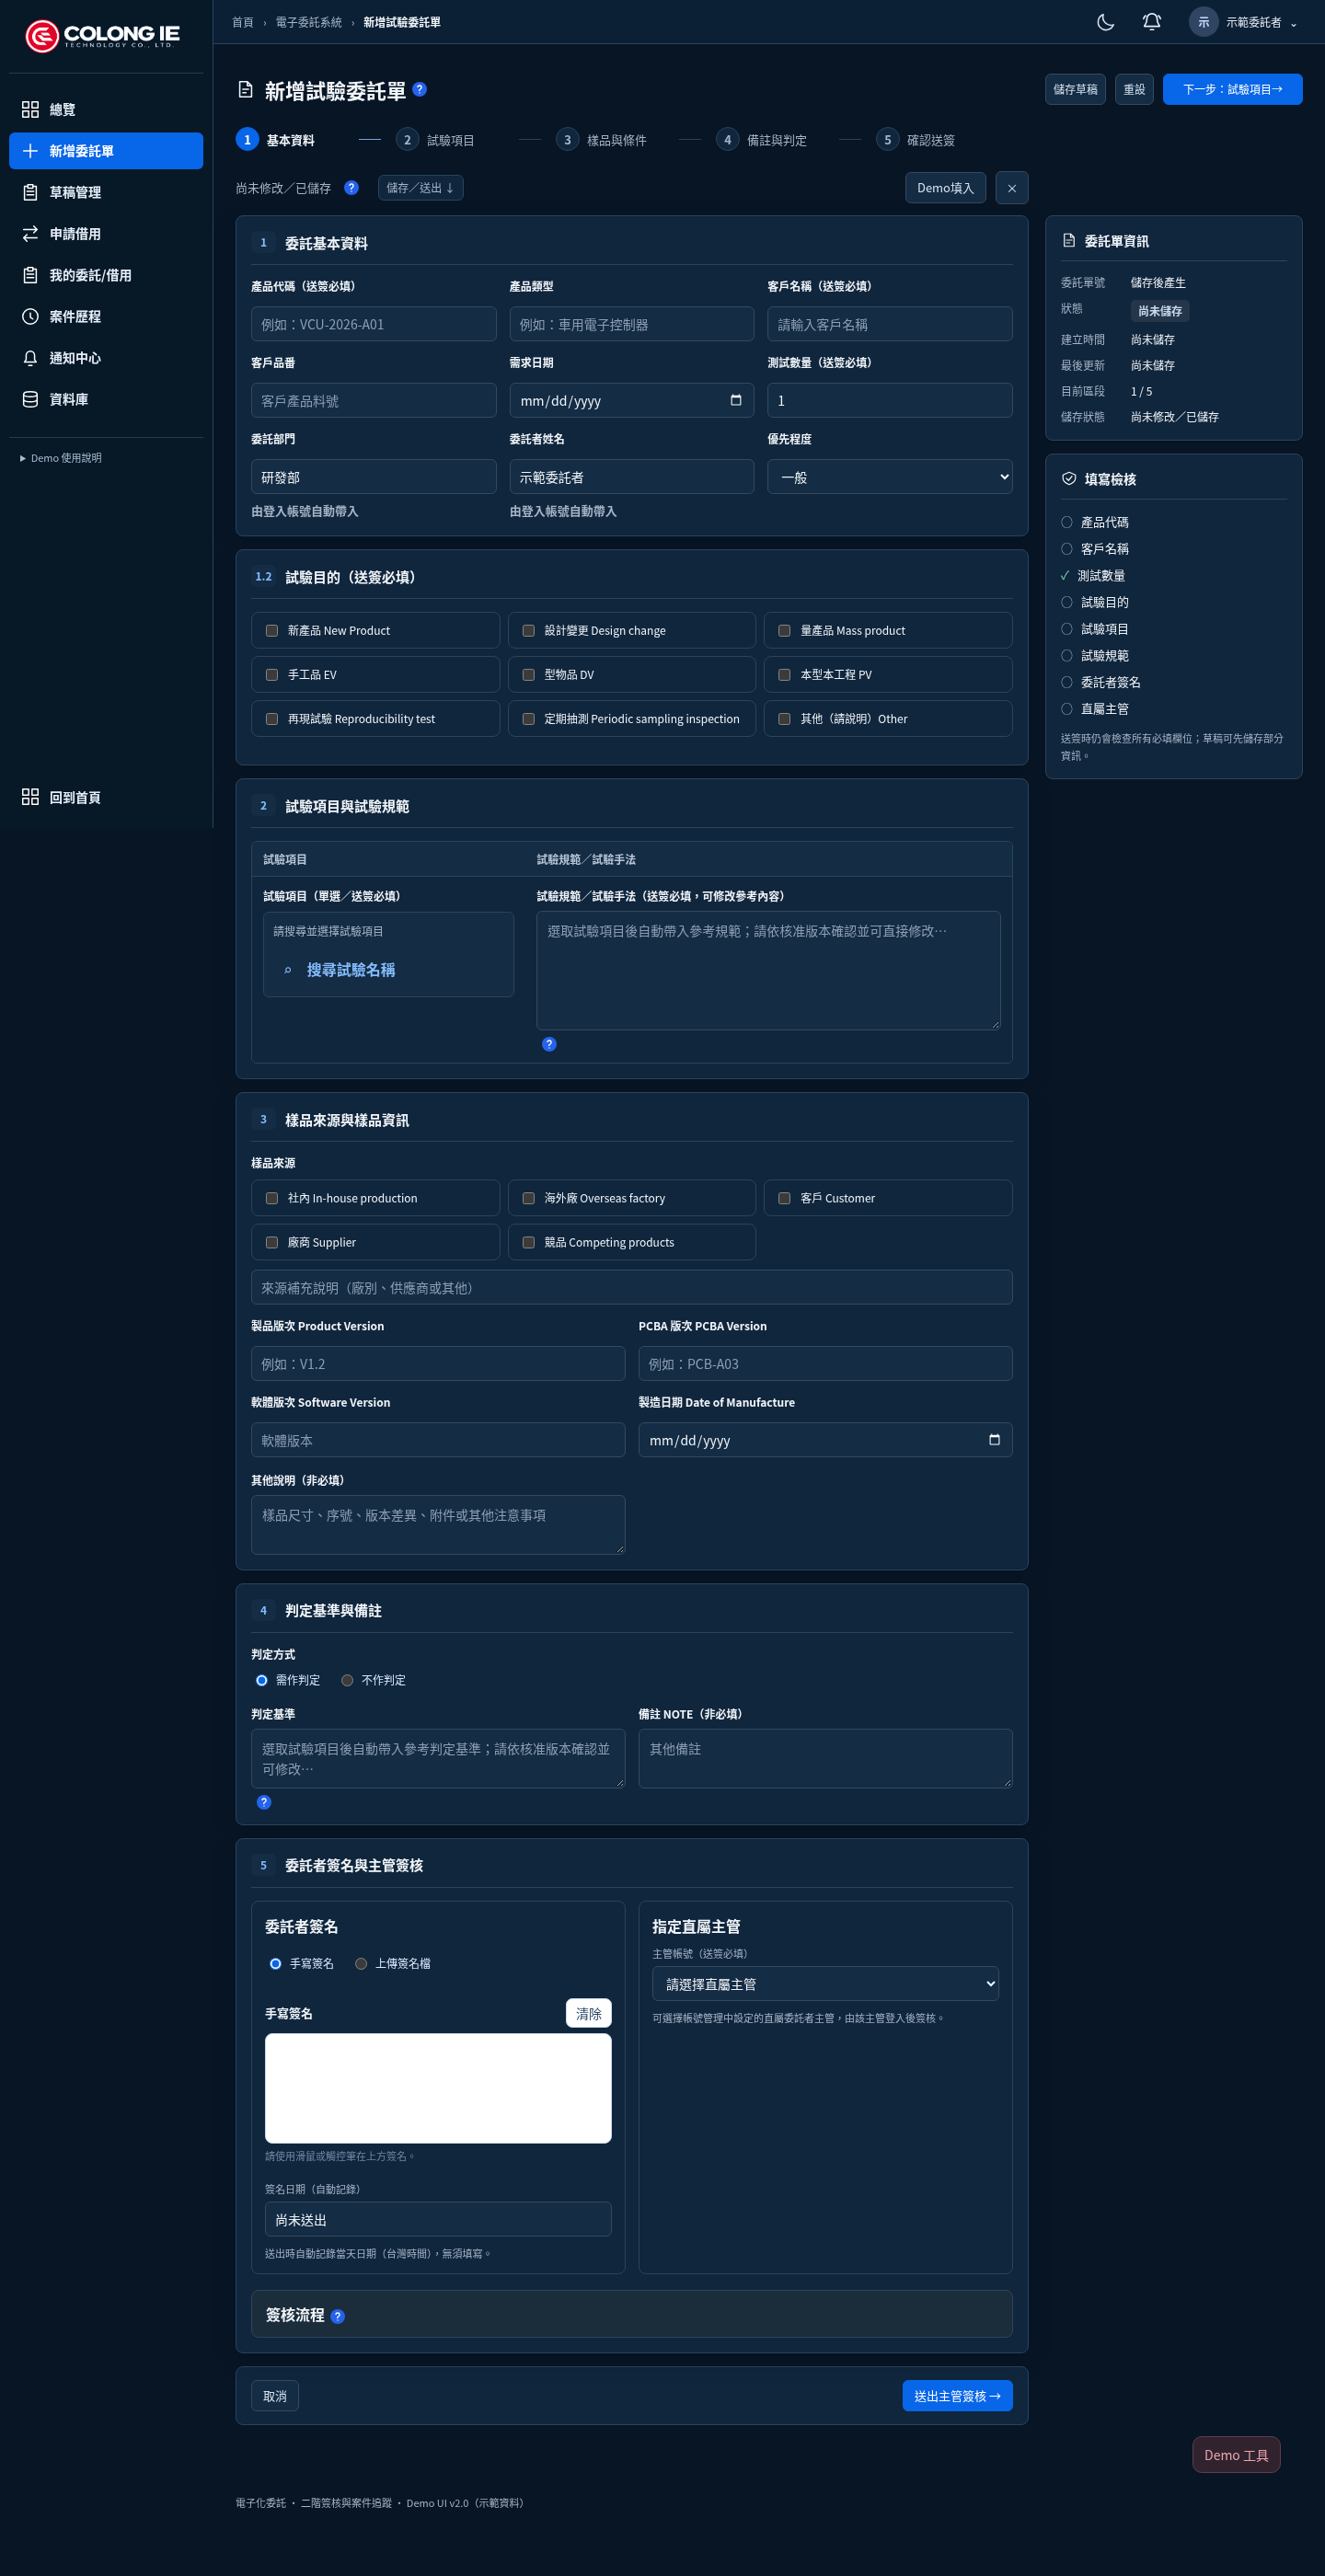 COLONG IE
TECHNOLOGY CO., LTD.
總覽
新增委託單
草稿管理
申請借用
我的委託/借用
案件歷程
通知中心
資料庫
▶ Demo 使用說明
回到首頁
首頁 › 電子委託系統 › 新增試驗委託單
示 示範委託者
新增試驗委託單 ?
儲存草稿 重設 下一步：試驗項目→
1 基本資料 2 試驗項目 3 樣品與條件 4 備註與判定 5 確認送簽
尚未修改／已儲存 ? 儲存／送出 ↓ Demo填入 ×
1 委託基本資料
產品代碼（送簽必填） 產品類型 客戶名稱（送簽必填）
例如：VCU-2026-A01 例如：車用電子控制器 請輸入客戶名稱
客戶品番 需求日期 測試數量（送簽必填）
客戶產品料號 mm/dd/yyyy 1
委託部門 委託者姓名 優先程度
研發部 示範委託者 一般
由登入帳號自動帶入 由登入帳號自動帶入
1.2 試驗目的（送簽必填）
新產品 New Product 設計變更 Design change 量產品 Mass product
手工品 EV 型物品 DV 本型本工程 PV
再現試驗 Reproducibility test 定期抽測 Periodic sampling inspection 其他（請說明）Other
2 試驗項目與試驗規範
試驗項目 試驗規範／試驗手法
試驗項目（單選／送簽必填） 試驗規範／試驗手法（送簽必填，可修改參考內容）
請搜尋並選擇試驗項目
搜尋試驗名稱
選取試驗項目後自動帶入參考規範；請依核准版本確認並可直接修改…
?
3 樣品來源與樣品資訊
樣品來源
社內 In-house production 海外廠 Overseas factory 客戶 Customer
廠商 Supplier 競品 Competing products
來源補充說明（廠別、供應商或其他）
製品版次 Product Version PCBA 版次 PCBA Version
例如：V1.2 例如：PCB-A03
軟體版次 Software Version 製造日期 Date of Manufacture
軟體版本 mm/dd/yyyy
其他說明（非必填）
樣品尺寸、序號、版本差異、附件或其他注意事項
4 判定基準與備註
判定方式
需作判定 不作判定
判定基準 備註 NOTE（非必填）
選取試驗項目後自動帶入參考判定基準；請依核准版本確認並
可修改…
其他備註
?
5 委託者簽名與主管簽核
委託者簽名
手寫簽名 上傳簽名檔
手寫簽名 清除
請使用滑鼠或觸控筆在上方簽名。
簽名日期（自動記錄）
尚未送出
送出時自動記錄當天日期（台灣時間），無須填寫。
指定直屬主管
主管帳號（送簽必填）
請選擇直屬主管
可選擇帳號管理中設定的直屬委託者主管，由該主管登入後簽核。
簽核流程 ?
取消 送出主管簽核 →
委託單資訊
委託單號 儲存後產生
狀態 尚未儲存
建立時間 尚未儲存
最後更新 尚未儲存
目前區段 1 / 5
儲存狀態 尚未修改／已儲存
填寫檢核
產品代碼
客戶名稱
✓ 測試數量
試驗目的
試驗項目
試驗規範
委託者簽名
直屬主管
送簽時仍會檢查所有必填欄位；草稿可先儲存部分
資訊。
Demo 工具
電子化委託 · 二階簽核與案件追蹤 · Demo UI v2.0（示範資料）